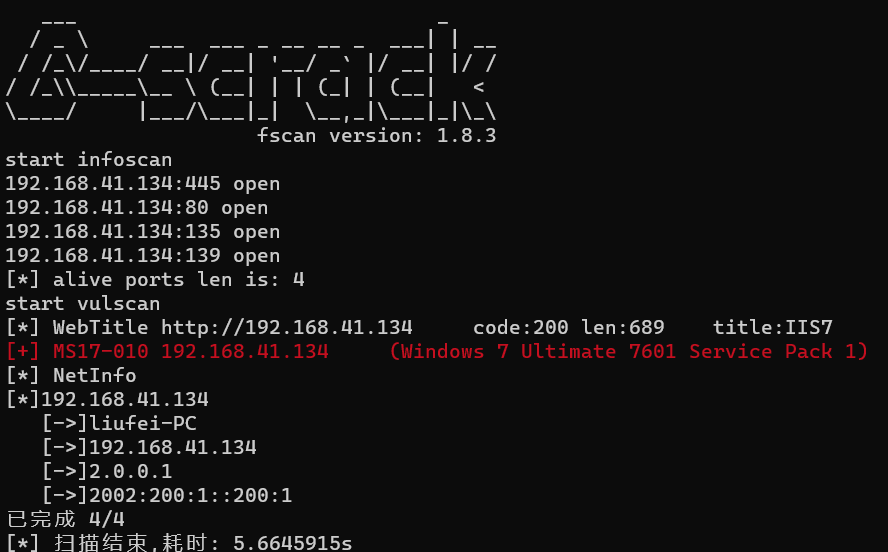 ___                              _
  / _ \     ___  ___ _ __ __ _  ___| | __
 / /_\/____/ __|/ __| '__/ _` |/ __| |/ /
/ /_\\_____\__ \ (__| | | (_| | (__|   <
\____/     |___/\___|_|  \__,_|\___|_|\_\
                     fscan version: 1.8.3
start infoscan
192.168.41.134:445 open
192.168.41.134:80 open
192.168.41.134:135 open
192.168.41.134:139 open
[*] alive ports len is: 4
start vulscan
[*] WebTitle http://192.168.41.134     code:200 len:689    title:IIS7
[+] MS17-010 192.168.41.134     (Windows 7 Ultimate 7601 Service Pack 1)
[*] NetInfo
[*]192.168.41.134
   [->]liufei-PC
   [->]192.168.41.134
   [->]2.0.0.1
   [->]2002:200:1::200:1
已完成 4/4
[*] 扫描结束,耗时: 5.6645915s